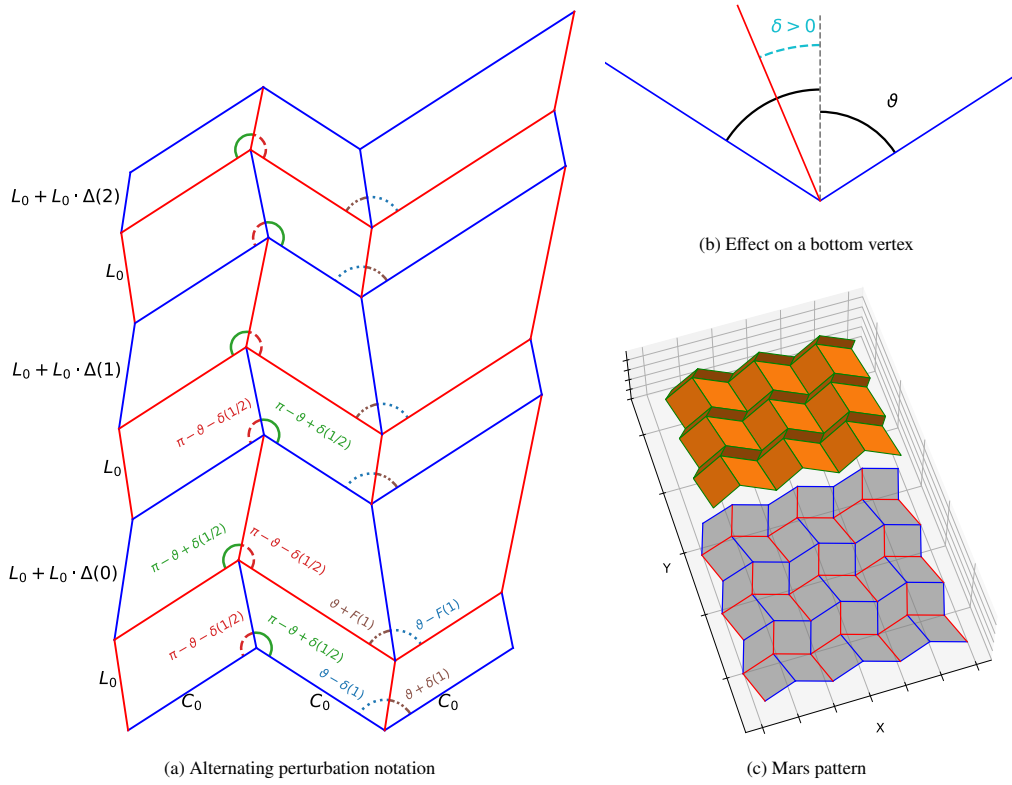 δ > 0
ϑ
(b) Effect on a bottom vertex
L₀ + L₀ · Δ(2)
L₀
L₀ + L₀ · Δ(1)
π − ϑ − δ(1/2)
π − ϑ + δ(1/2)
L₀
π − ϑ + δ(1/2)
π − ϑ − δ(1/2)
L₀ + L₀ · Δ(0)
ϑ + F(1)
ϑ − F(1)
π − ϑ − δ(1/2)
π − ϑ + δ(1/2)
L₀
ϑ − δ(1)
ϑ + δ(1)
C₀
C₀
C₀
Y
X
(a) Alternating perturbation notation
(c) Mars pattern